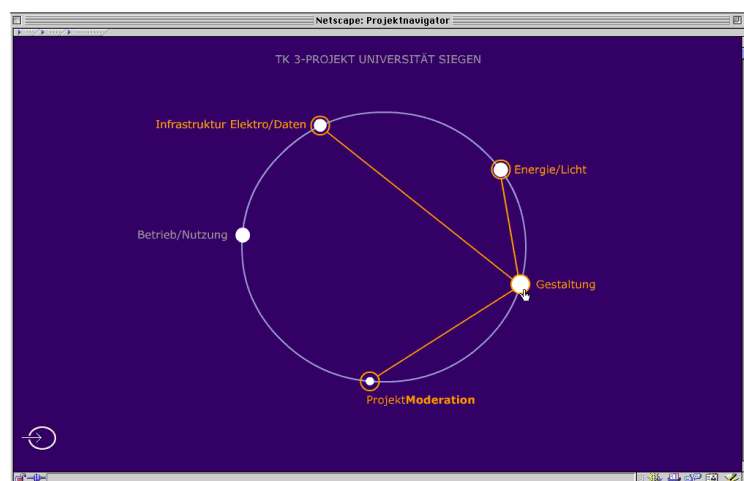 Netscape: Projektnavigator
TK 3-PROJEKT UNIVERSITÄT SIEGEN
Infrastruktur Elektro/Daten
Energie/Licht
Betrieb/Nutzung
Gestaltung
ProjektModeration